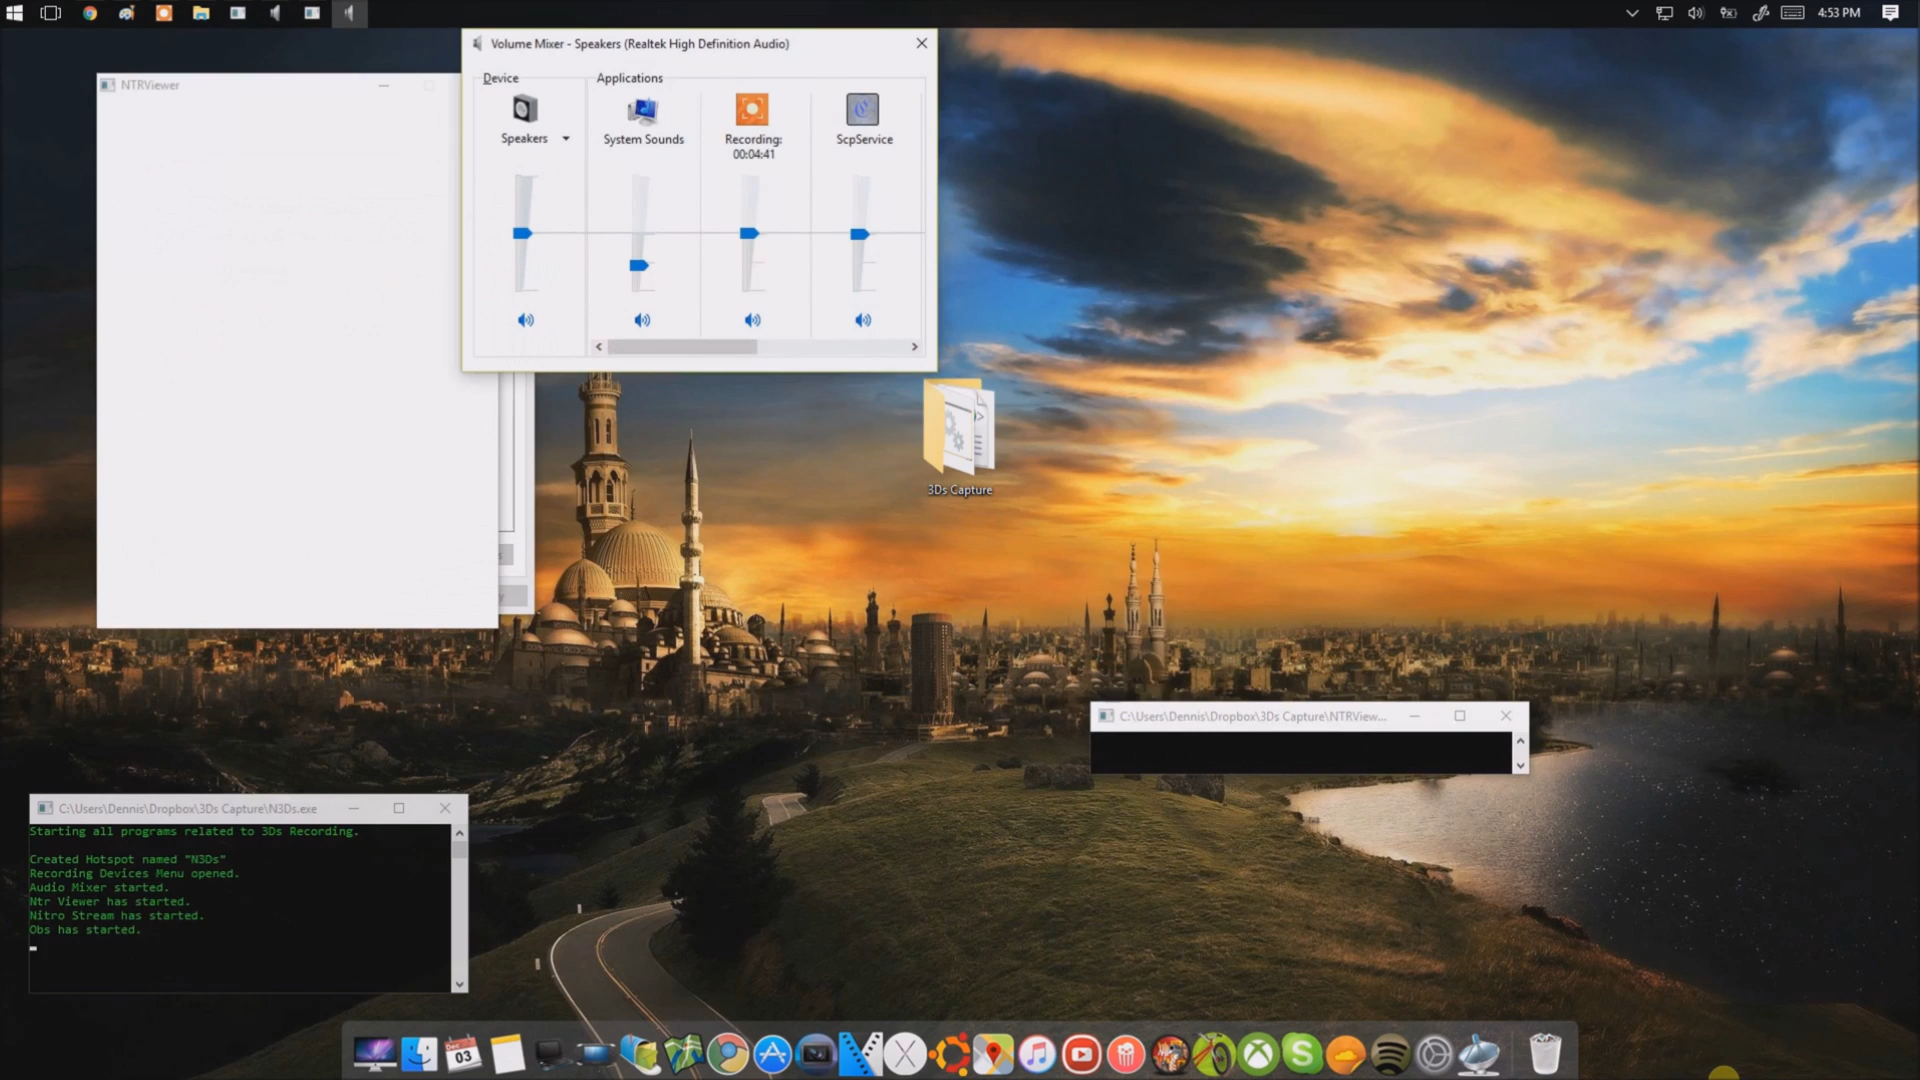 4:53 PM
Volume Mixer - Speakers (Realtek High Definition Audio)
Device
Applications
Speakers
System Sounds
Recording:
00:04:41
ScpService
NTRViewer
3Ds Capture
C:\Users\Dennis\Dropbox\3Ds Capture\NTRView...
C:\Users\Dennis\Dropbox\3Ds Capture\N3Ds.exe
Starting all programs related to 3Ds Recording.
Created Hotspot named "N3Ds"
Recording Devices Menu opened.
Audio Mixer started.
Ntr Viewer has started.
Nitro Stream has started.
Obs has started.
Dec
03